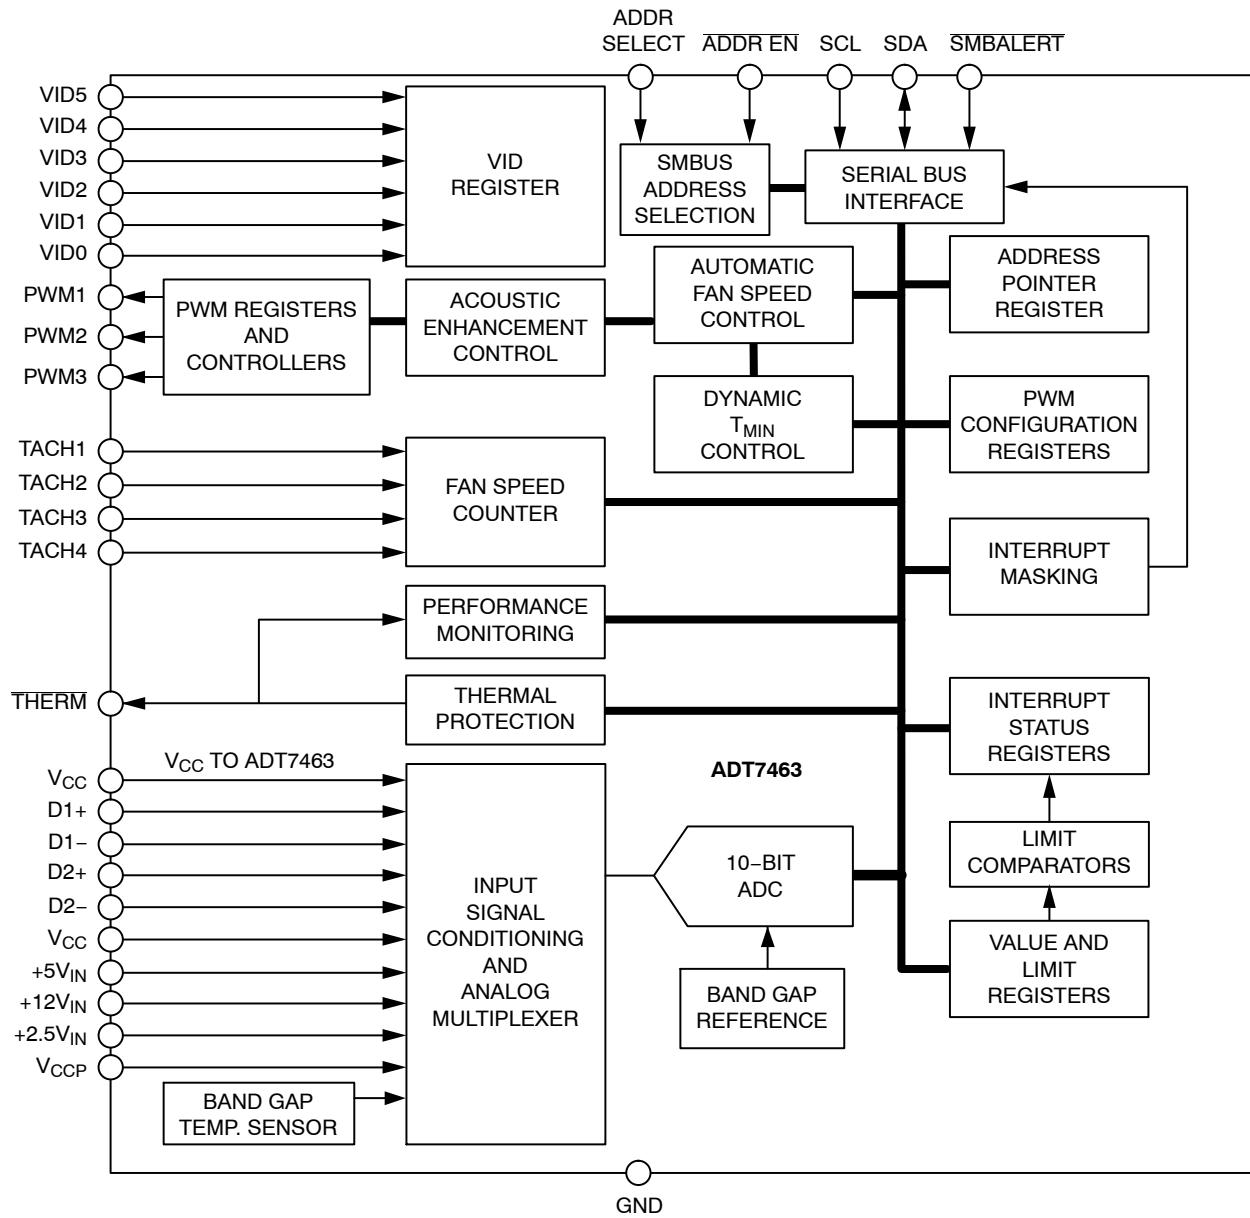 ADDR
SELECT
ADDR EN
SCL
SDA
SMBALERT
VID5
VID4
VID3
VID2
VID1
VID0
VID
REGISTER
SMBUS
ADDRESS
SELECTION
SERIAL BUS
INTERFACE
PWM1
PWM2
PWM3
PWM REGISTERS
AND
CONTROLLERS
ACOUSTIC
ENHANCEMENT
CONTROL
AUTOMATIC
FAN SPEED
CONTROL
ADDRESS
POINTER
REGISTER
DYNAMIC
TMIN
CONTROL
PWM
CONFIGURATION
REGISTERS
TACH1
TACH2
TACH3
TACH4
FAN SPEED
COUNTER
INTERRUPT
MASKING
PERFORMANCE
MONITORING
THERM
THERMAL
PROTECTION
INTERRUPT
STATUS
REGISTERS
VCC TO ADT7463
ADT7463
VCC
D1+
D1−
D2+
D2−
VCC
+5VIN
+12VIN
+2.5VIN
VCCP
INPUT
SIGNAL
CONDITIONING
AND
ANALOG
MULTIPLEXER
10−BIT
ADC
LIMIT
COMPARATORS
BAND GAP
REFERENCE
VALUE AND
LIMIT
REGISTERS
BAND GAP
TEMP. SENSOR
GND